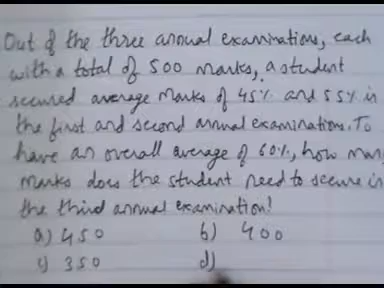 Out of the three annual examinations, each
with a total of 500 marks, a student
secured average marks of 45% and 55% in
the first and second annual examinations. To
have an overall average of 60%, how man
marks does the student need to secure in
the third annual examination?
a) 450 b) 400
c) 350 d)